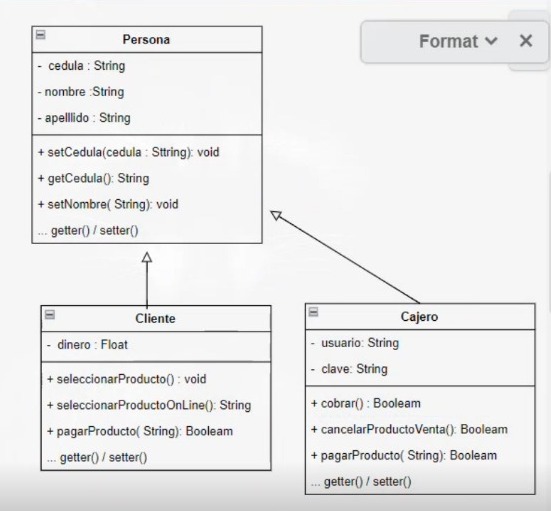 Format
Persona
- cedula : String
- nombre :String
- apelllido : String
+ setCedula(cedula : Sttring): void
+ getCedula(): String
+ setNombre( String): void
... getter() / setter()
Cliente
- dinero : Float
+ seleccionarProducto() : void
+ seleccionarProductoOnLine(): String
+ pagarProducto( String): Booleam
... getter() / setter()
Cajero
- usuario: String
- clave: String
+ cobrar() : Booleam
+ cancelarProductoVenta(): Booleam
+ pagarProducto( String): Booleam
... getter() / setter()